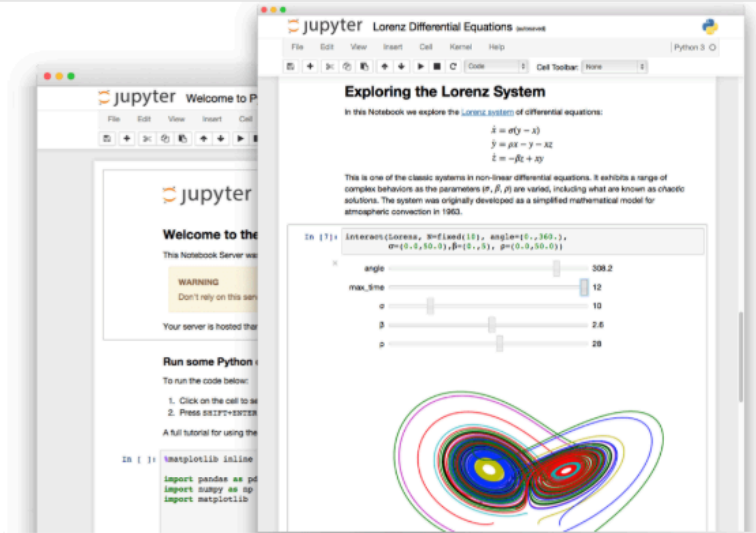 jupyter Welcome to P
File Edit View Insert Cell
jupyter
Welcome to the
This Notebook Server was
WARNING
Don't rely on this serv
Your server is hosted than
Run some Python
To run the code below:
1. Click on the cell to se
2. Press SHIFT+ENTER
A full tutorial for using the
In [ ]: %matplotlib inline
import pandas as pd
import numpy as np
import matplotlib
jupyter Lorenz Differential Equations (autosaved)
File Edit View Insert Cell Kernel Help
Python 3
Code Cell Toolbar: None
Exploring the Lorenz System
In this Notebook we explore the Lorenz system of differential equations:
ẋ = σ(y − x)
ẏ = ρx − y − xz
ż = −βz + xy
This is one of the classic systems in non-linear differential equations. It exhibits a range of
complex behaviors as the parameters (σ, β, ρ) are varied, including what are known as chaotic
solutions. The system was originally developed as a simplified mathematical model for
atmospheric convection in 1963.
In [7]: interact(Lorenz, N=fixed(10), angle=(0.,360.),
σ=(0.0,50.0),β=(0.,5), ρ=(0.0,50.0))
angle 308.2
max_time 12
σ 10
β 2.6
ρ 28